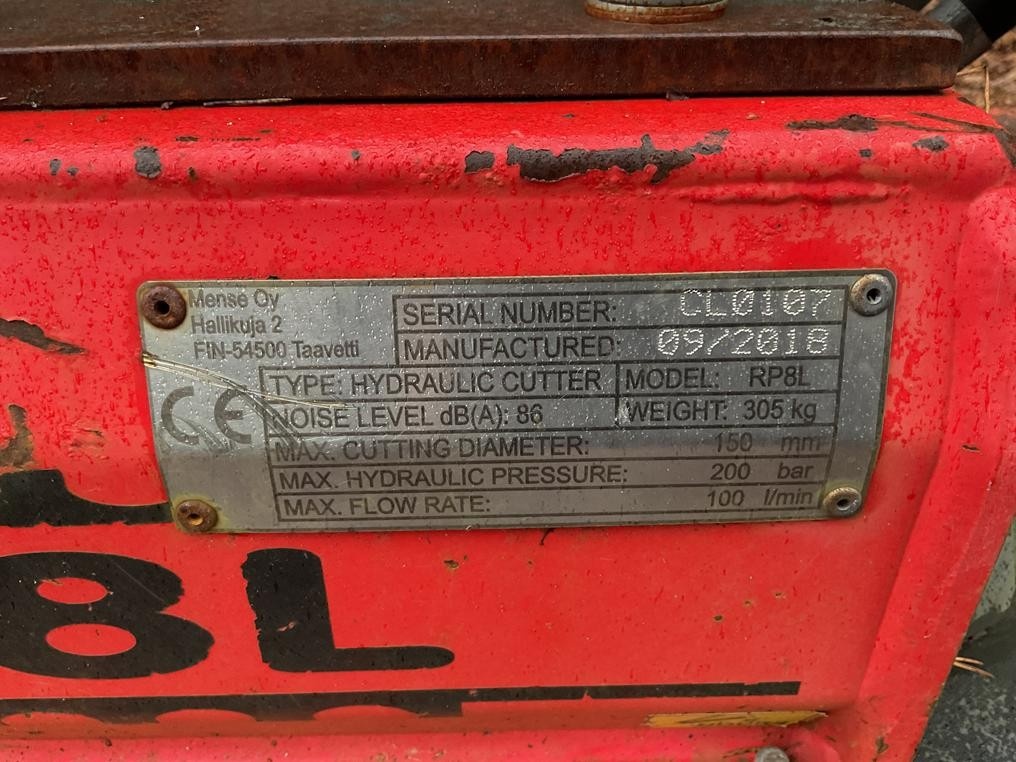 Mense Oy
Hallikuja 2
FIN-54500 Taavetti
SERIAL NUMBER: CL0107
MANUFACTURED: 09/2018
CE
TYPE: HYDRAULIC CUTTER MODEL: RP8L
NOISE LEVEL dB(A): 86 WEIGHT: 305 kg
MAX. CUTTING DIAMETER: 150 mm
MAX. HYDRAULIC PRESSURE: 200 bar
MAX. FLOW RATE: 100 l/min
8L